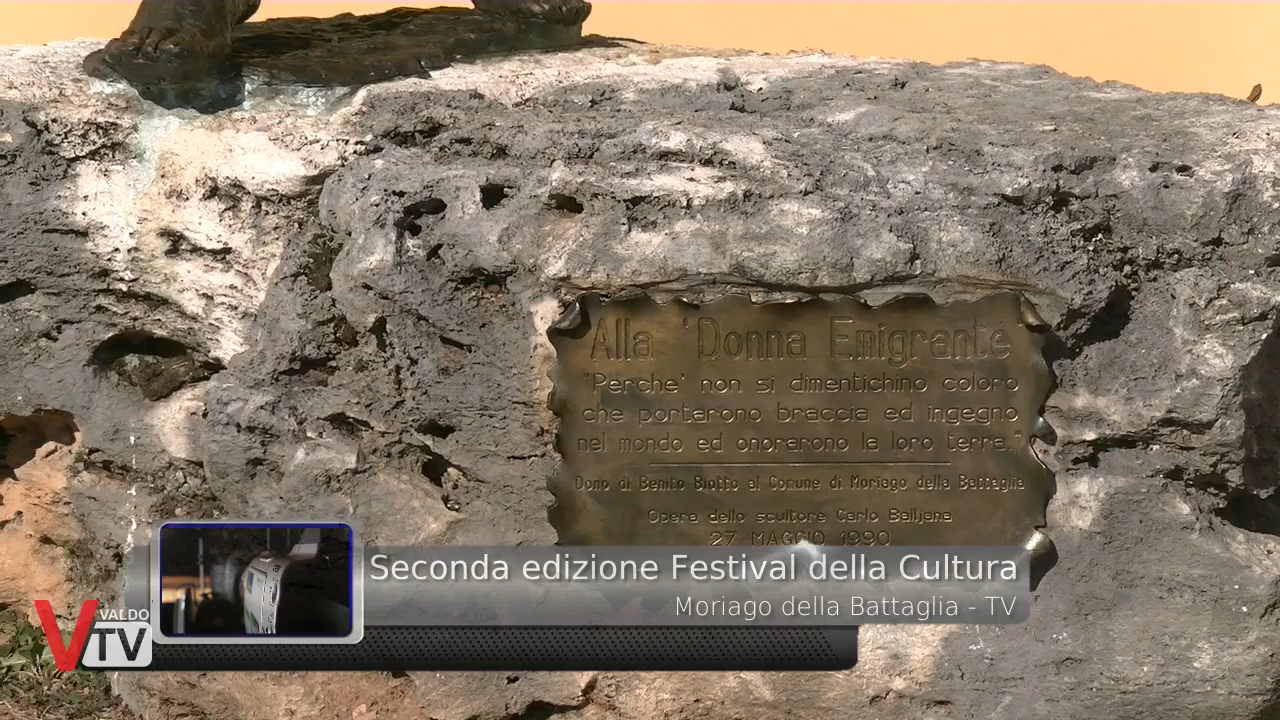 Alla "Donna Emigrante"
"Perche' non si dimentichino coloro
che portarono braccia ed ingegno
nel mondo ed onorarono la loro terra."
Dono di Benito Biotto al Comune di Moriago della Battaglia
Opera dello scultore Carlo Balljana
27 MAGGIO 1990
Seconda edizione Festival della Cultura
Moriago della Battaglia - TV
VALDO
VTV